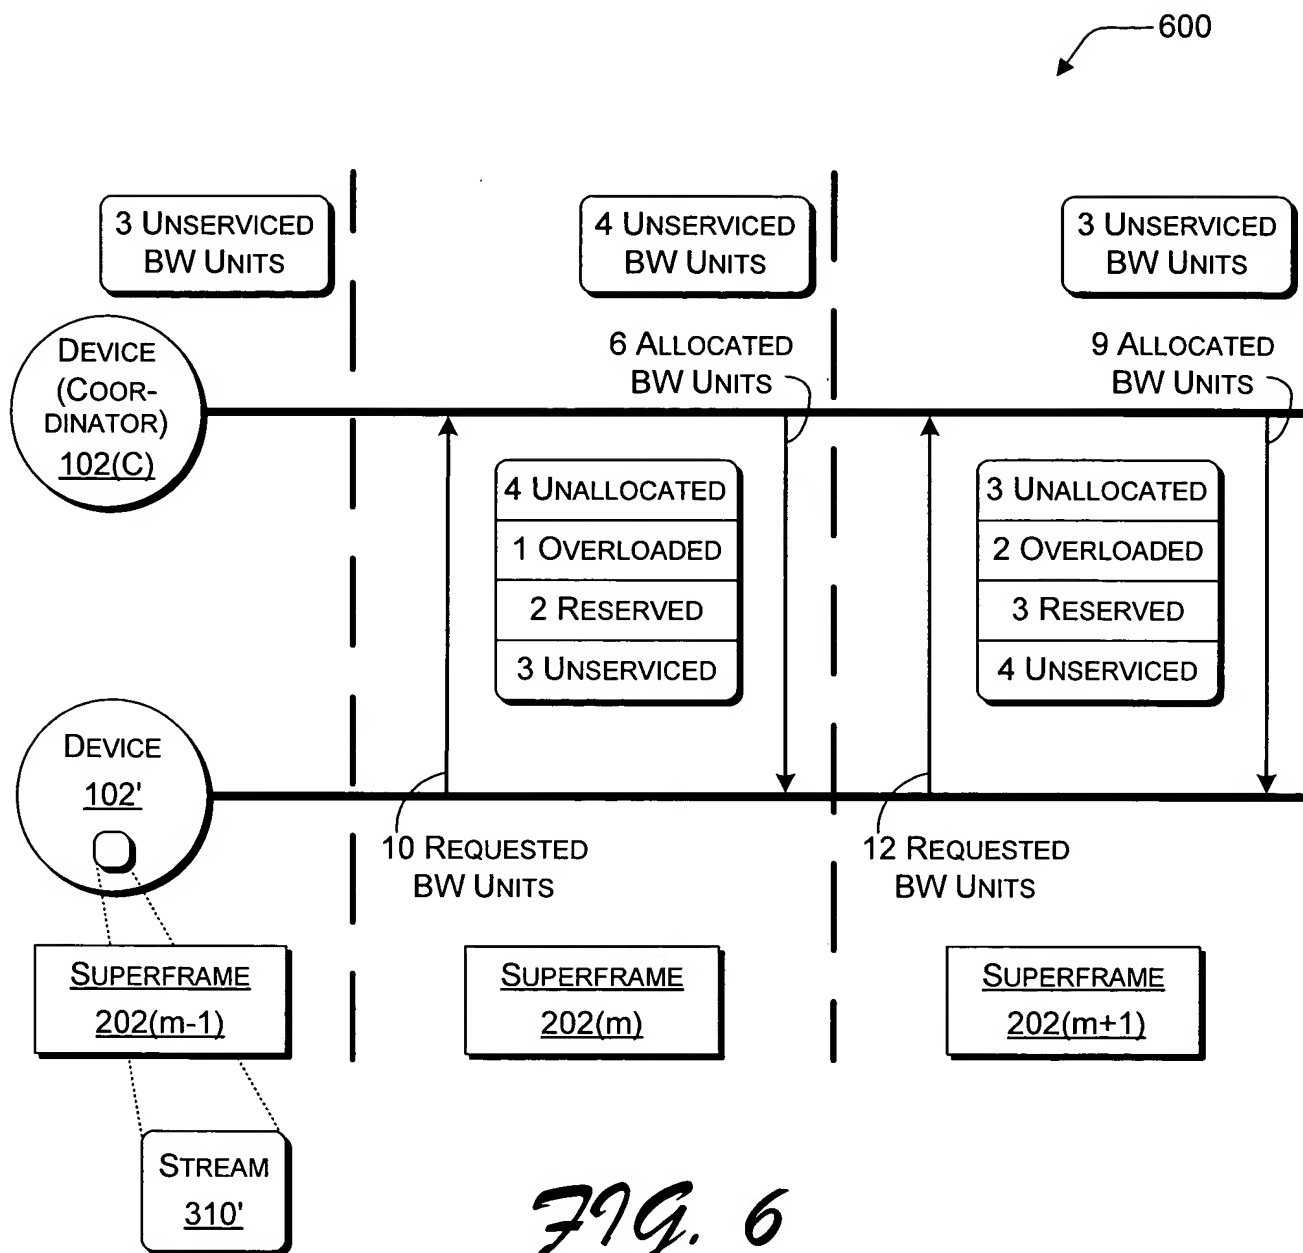 600
3 UNSERVICED
BW UNITS
4 UNSERVICED
BW UNITS
3 UNSERVICED
BW UNITS
6 ALLOCATED
BW UNITS
9 ALLOCATED
BW UNITS
DEVICE
(COOR-
DINATOR)
102(C)
4 UNALLOCATED
1 OVERLOADED
2 RESERVED
3 UNSERVICED
3 UNALLOCATED
2 OVERLOADED
3 RESERVED
4 UNSERVICED
DEVICE
102'
10 REQUESTED
BW UNITS
12 REQUESTED
BW UNITS
SUPERFRAME
202(m-1)
SUPERFRAME
202(m)
SUPERFRAME
202(m+1)
STREAM
310'
FIG. 6